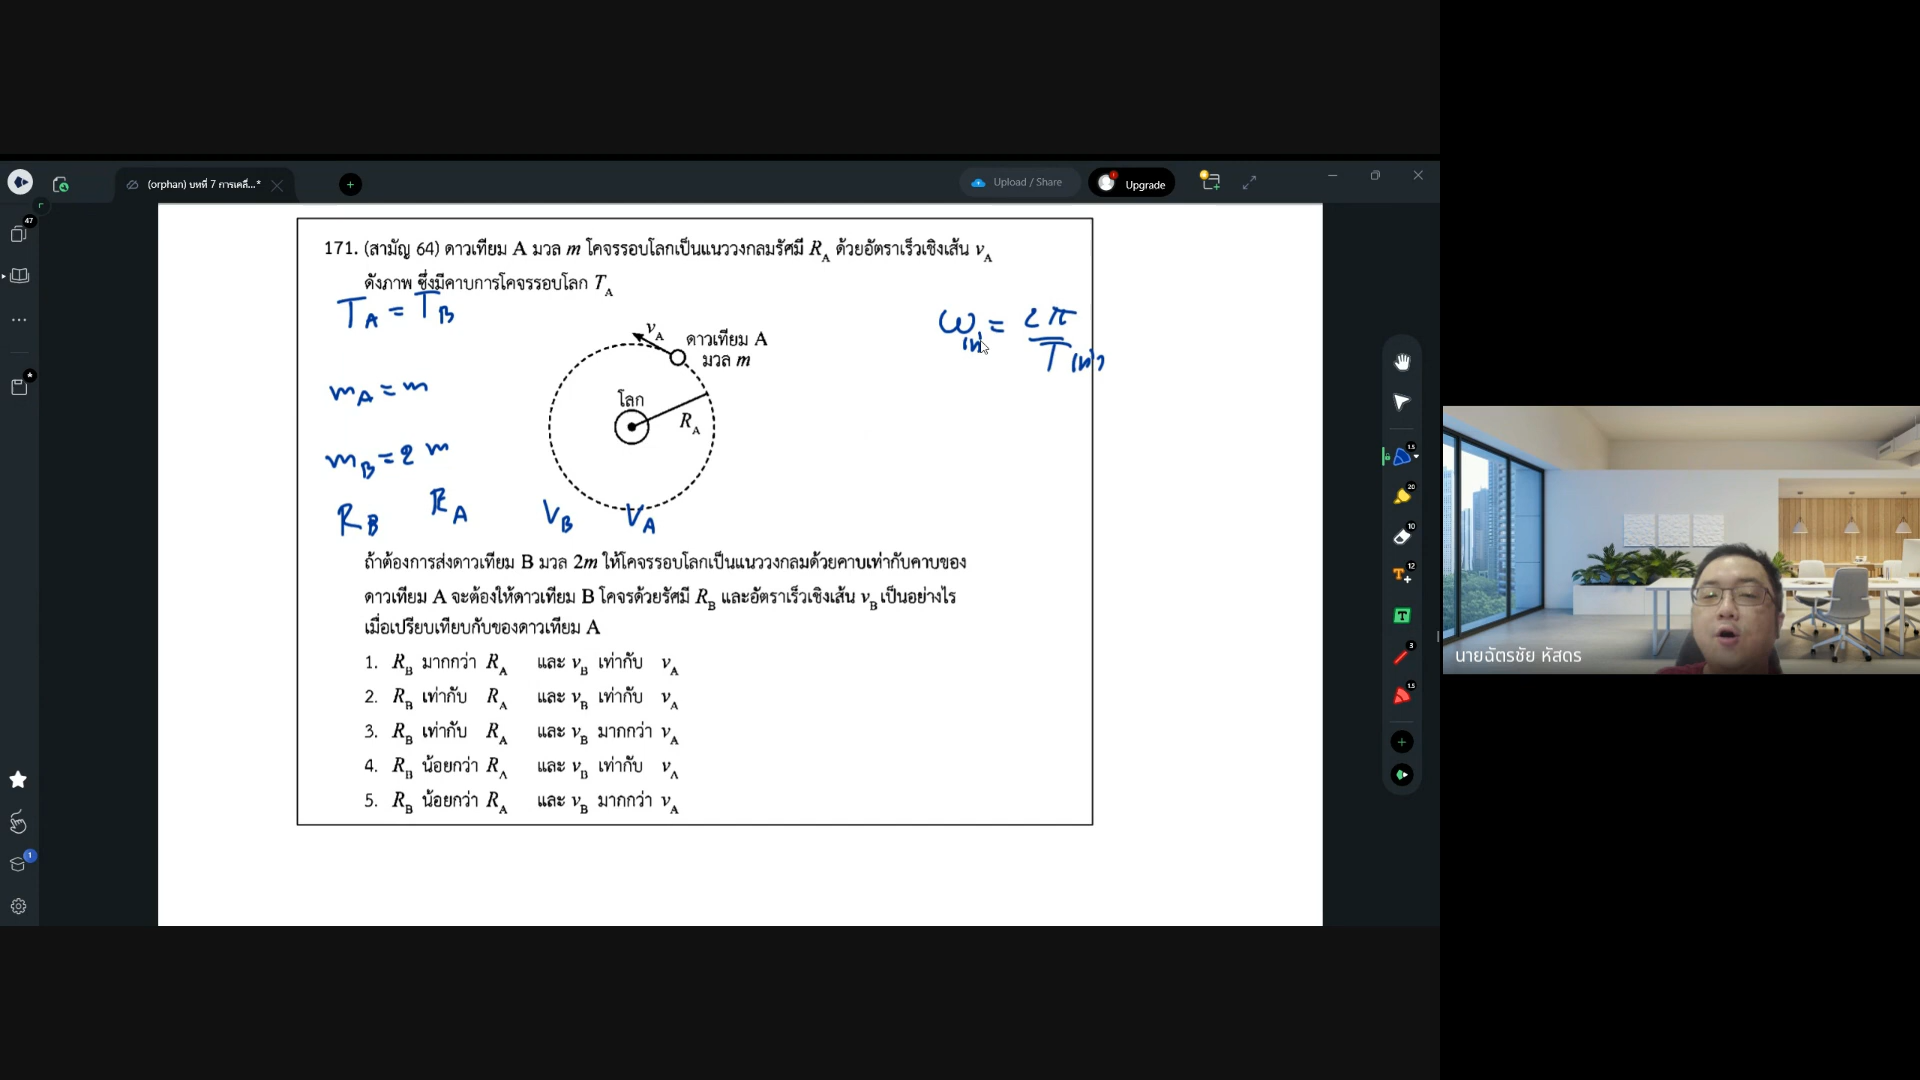 (orphan) บทที่ 7 การเคลื่...*
Upload / Share
Upgrade
47
171. (สามัญ 64) ดาวเทียม A มวล m โคจรรอบโลกเป็นแนววงกลมรัศมี R_A ด้วยอัตราเร็วเชิงเส้น v_A
ดังภาพ ซึ่งมีคาบการโคจรรอบโลก T_A
T_A = T_B
ω เท่า = 2π / T เท่า
v_A
ดาวเทียม A
มวล m
m_A = m
โลก
R_A
m_B = 2 m
R_B R_A V_B V_A
ถ้าต้องการส่งดาวเทียม B มวล 2m ให้โคจรรอบโลกเป็นแนววงกลมด้วยคาบเท่ากับคาบของ
ดาวเทียม A จะต้องให้ดาวเทียม B โคจรด้วยรัศมี R_B และอัตราเร็วเชิงเส้น v_B เป็นอย่างไร
เมื่อเปรียบเทียบกับของดาวเทียม A
1. R_B มากกว่า R_A และ v_B เท่ากับ v_A
2. R_B เท่ากับ R_A และ v_B เท่ากับ v_A
3. R_B เท่ากับ R_A และ v_B มากกว่า v_A
4. R_B น้อยกว่า R_A และ v_B เท่ากับ v_A
5. R_B น้อยกว่า R_A และ v_B มากกว่า v_A
1.5
20
10
12
T
3
1.5
1
นายฉัตรชัย หัสดร